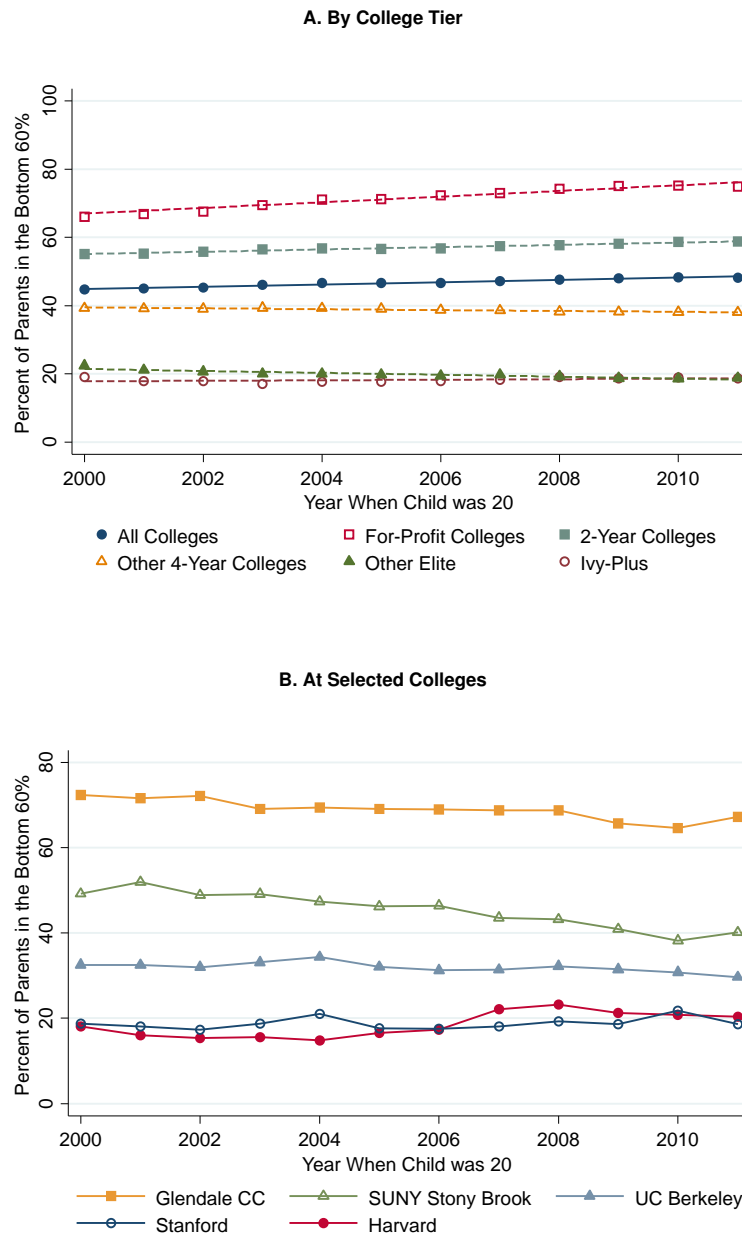 A. By College Tier
Percent of Parents in the Bottom 60%
100
80
60
40
20
0
2000 2002 2004 2006 2008 2010
Year When Child was 20
All Colleges For-Profit Colleges 2-Year Colleges
Other 4-Year Colleges Other Elite Ivy-Plus
B. At Selected Colleges
Percent of Parents in the Bottom 60%
80
60
40
20
0
2000 2002 2004 2006 2008 2010
Year When Child was 20
Glendale CC SUNY Stony Brook UC Berkeley
Stanford Harvard